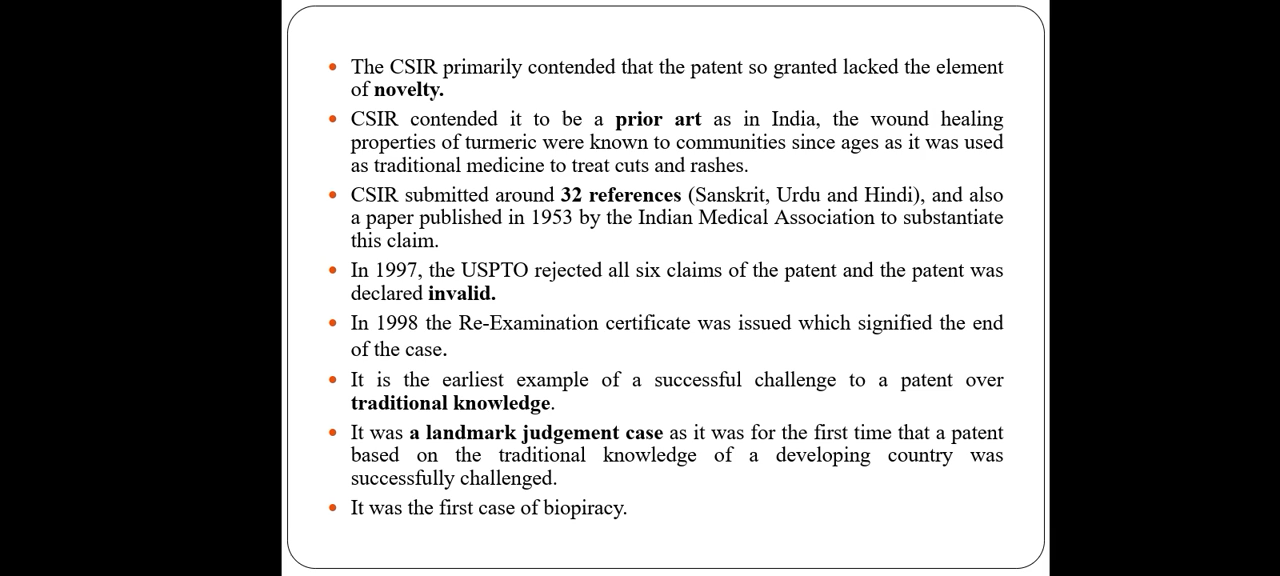 • The CSIR primarily contended that the patent so granted lacked the element
of novelty.
• CSIR contended it to be a prior art as in India, the wound healing
properties of turmeric were known to communities since ages as it was used
as traditional medicine to treat cuts and rashes.
• CSIR submitted around 32 references (Sanskrit, Urdu and Hindi), and also
a paper published in 1953 by the Indian Medical Association to substantiate
this claim.
• In 1997, the USPTO rejected all six claims of the patent and the patent was
declared invalid.
• In 1998 the Re-Examination certificate was issued which signified the end
of the case.
• It is the earliest example of a successful challenge to a patent over
traditional knowledge.
• It was a landmark judgement case as it was for the first time that a patent
based on the traditional knowledge of a developing country was
successfully challenged.
• It was the first case of biopiracy.